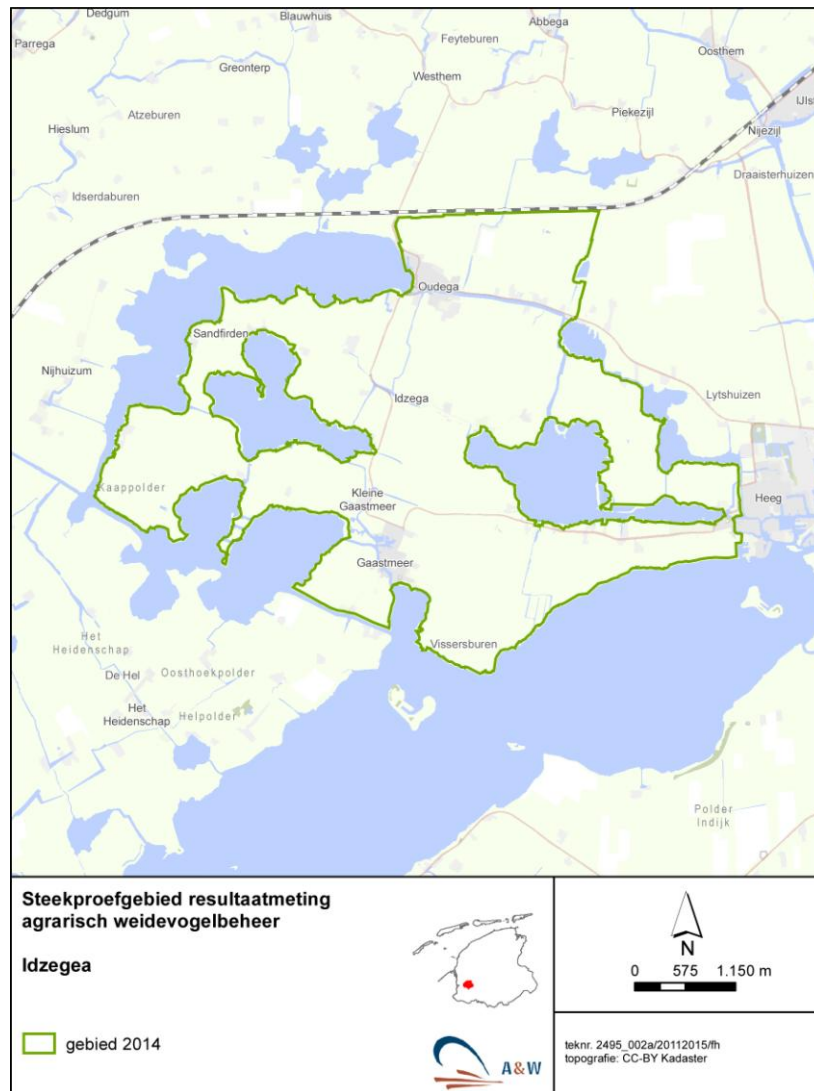 Dedgum
Blauwhuis
Abbega
Parrega
Feyteburen
Oosthem
Greonterp
Westhem
IJlst
Atzeburen
Piekezijl
Nijezijl
Hieslum
Draaisterhuizen
Idserdaburen
Oudega
Sandfirden
Nijhuizum
Idzega
Lytshuizen
Kaappolder
Kleine
Gaastmeer
Heeg
Gaastmeer
Vissersburen
Het
Heidenschap
De Hel
Oosthoekpolder
Het
Heidenschap
Helpolder
Polder
Indijk
Steekproefgebied resultaatmeting
agrarisch weidevogelbeheer
Idzegea
gebied 2014
A&W
N
0 575 1.150 m
teknr. 2495_002a/20112015/fh
topografie: CC-BY Kadaster